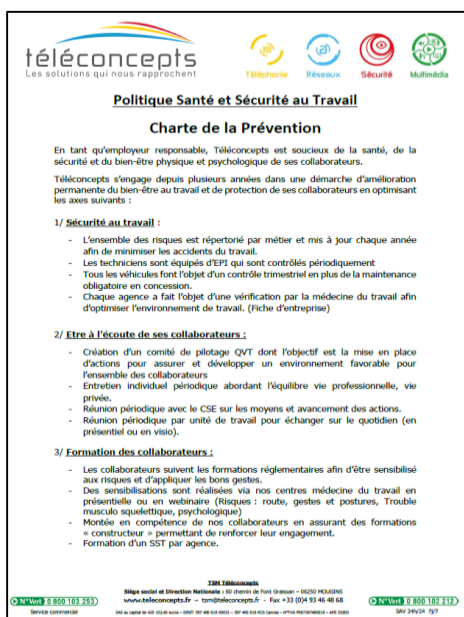 téléconcepts
Les solutions qui nous rapprochent
Téléphonie Réseaux Sécurité Multimédia
Politique Santé et Sécurité au Travail
Charte de la Prévention
En tant qu'employeur responsable, Téléconcepts est soucieux de la santé, de la
sécurité et du bien-être physique et psychologique de ses collaborateurs.
Téléconcepts s'engage depuis plusieurs années dans une démarche d'amélioration
permanente du bien-être au travail et de protection de ses collaborateurs en optimisant
les axes suivants :
1/ Sécurité au travail :
- L'ensemble des risques est répertorié par métier et mis à jour chaque année
afin de minimiser les accidents du travail.
- Les techniciens sont équipés d'EPI qui sont contrôlés périodiquement
- Tous les véhicules font l'objet d'un contrôle trimestriel en plus de la maintenance
obligatoire en concession.
- Chaque agence a fait l'objet d'une vérification par la médecine du travail afin
d'optimiser l'environnement de travail. (Fiche d'entreprise)
2/ Etre à l'écoute de ses collaborateurs :
- Création d'un comité de pilotage QVT dont l'objectif est la mise en place
d'actions pour assurer et développer un environnement favorable pour
l'ensemble des collaborateurs
- Entretien individuel périodique abordant l'équilibre vie professionnelle, vie
privée.
- Réunion périodique avec le CSE sur les moyens et avancement des actions.
- Réunion périodique par unité de travail pour échanger sur le quotidien (en
présentiel ou en visio).
3/ Formation des collaborateurs :
- Les collaborateurs suivent les formations réglementaires afin d'être sensibilisé
aux risques et d'appliquer les bons gestes.
- Des sensibilisations sont réalisées via nos centres médecine du travail en
présentielle ou en webinaire (Risques : route, gestes et postures, Trouble
musculo squelettique, psychologique)
- Montée en compétence de nos collaborateurs en assurant des formations
« constructeur » permettant de renforcer leur engagement.
- Formation d'un SST par agence.
TSM Téléconcepts
Siège social et Direction Nationale : 60 chemin de Font Graissan – 06250 MOUGINS
N°Vert 0 800 103 253 www.teleconcepts.fr – tsm@teleconcepts.fr - Fax +33 (0)4 93 46 48 68 N°Vert 0 800 102 212
Service commercial SAV 24h/24 7j/7